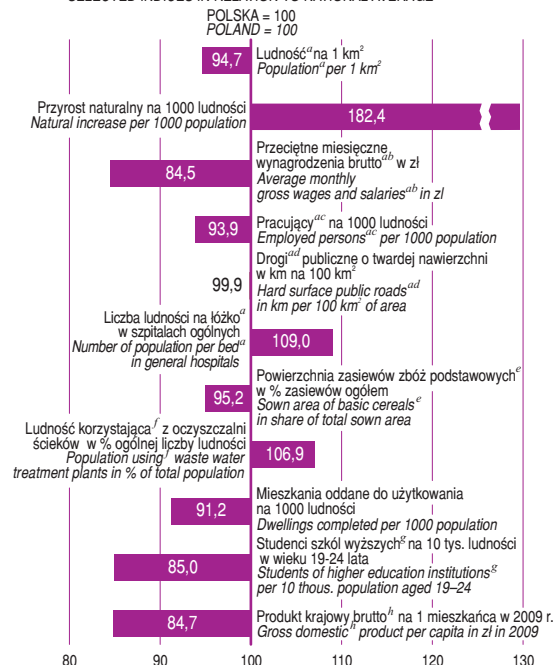 POLSKA = 100
POLAND = 100
94,7
Ludność^a na 1 km²
Population^a per 1 km²
Przyrost naturalny na 1000 ludności
Natural increase per 1000 population
182,4
Przeciętne miesięczne
wynagrodzenia brutto^ab w zł
Average monthly
gross wages and salaries^ab in zl
84,5
93,9
Pracujący^ac na 1000 ludności
Employed persons^ac per 1000 population
Drogi^ad publiczne o twardej nawierzchni
w km na 100 km²
Hard surface public roads^ad
in km per 100 km² of area
99,9
Liczba ludności na łóżko^a
w szpitalach ogólnych
Number of population per bed^a
in general hospitals
109,0
Powierzchnia zasiewów zbóż podstawowych^e
w % zasiewów ogółem
Sown area of basic cereals^e
in share of total sown area
95,2
Ludność korzystająca^f z oczyszczalni
ścieków w % ogólnej liczby ludności
Population using^f waste water
treatment plants in % of total population
106,9
Mieszkania oddane do użytkowania
na 1000 ludności
Dwellings completed per 1000 population
91,2
Studenci szkól wyższych^g na 10 tys. ludności
w wieku 19-24 lata
Students of higher education institutions^g
per 10 thous. population aged 19–24
85,0
84,7
Produkt krajowy brutto^h na 1 mieszkańca w 2009 r.
Gross domestic^h product per capita in zl in 2009
80 90 100 110 120 130